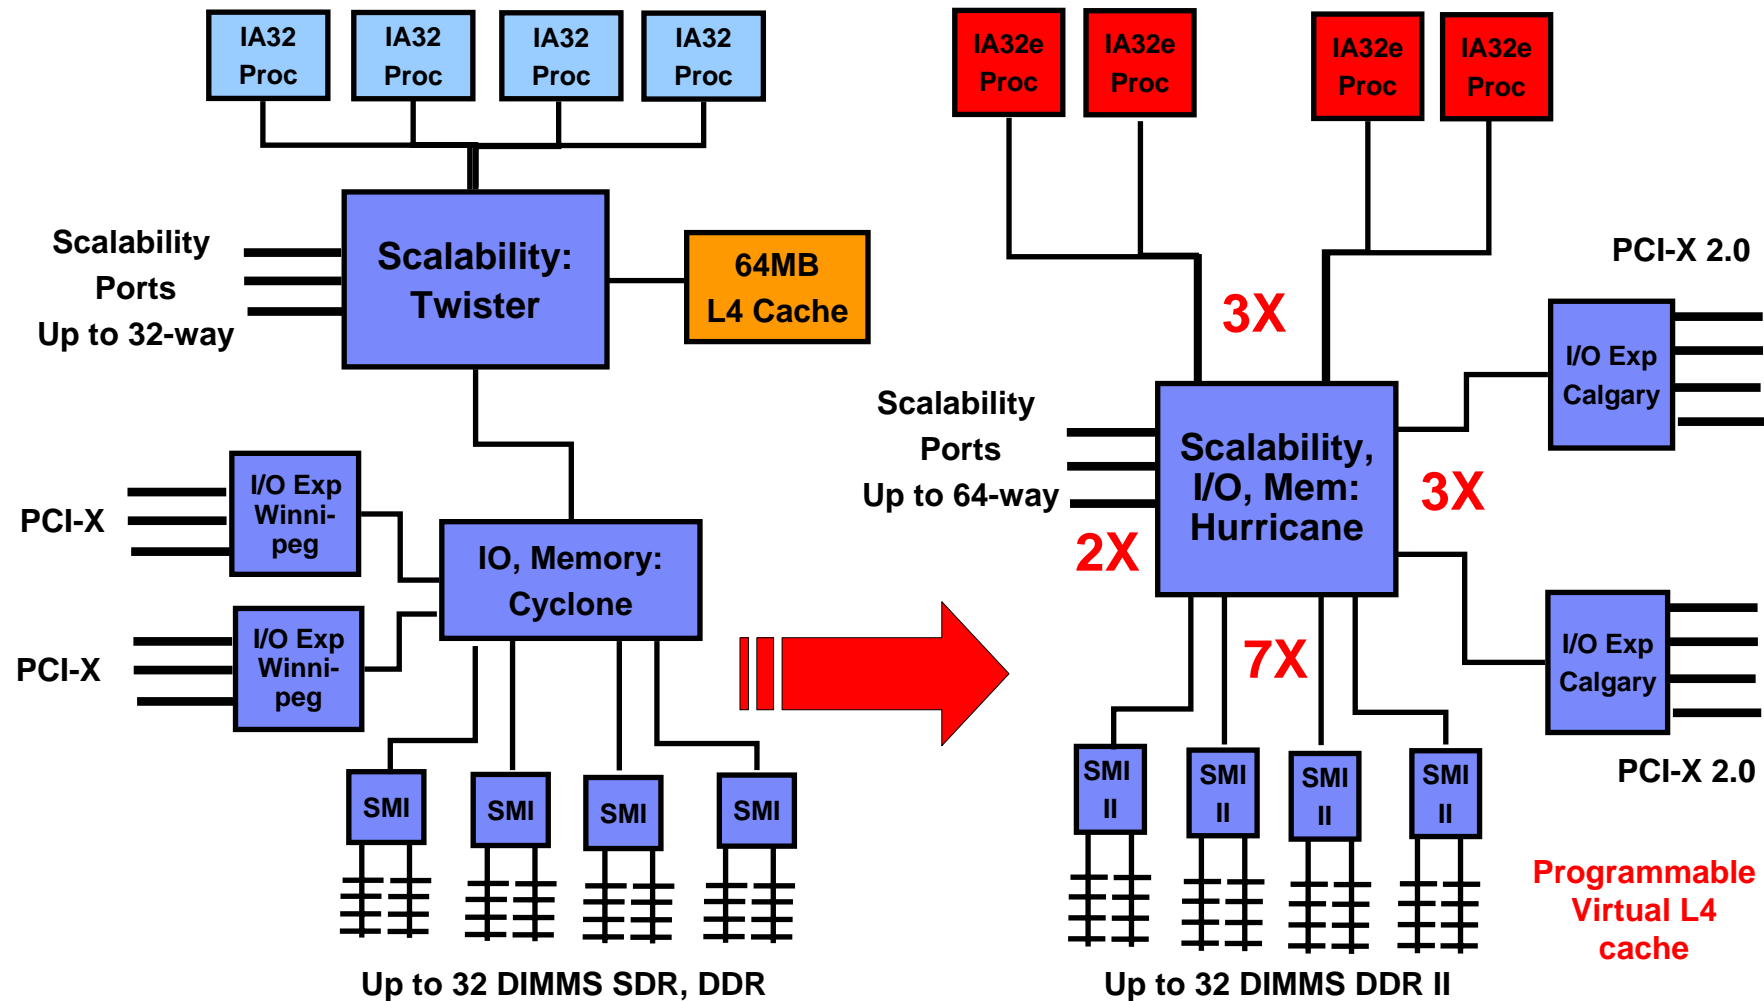 IA32
Proc
IA32
Proc
IA32
Proc
IA32
Proc
Scalability
Ports
Up to 32-way
Scalability:
Twister
64MB
L4 Cache
PCI-X
I/O Exp
Winni-
peg
IO, Memory:
Cyclone
PCI-X
I/O Exp
Winni-
peg
SMI
SMI
SMI
SMI
Up to 32 DIMMS SDR, DDR
IA32e
Proc
IA32e
Proc
IA32e
Proc
IA32e
Proc
3X
PCI-X 2.0
I/O Exp
Calgary
Scalability
Ports
Up to 64-way
Scalability,
I/O, Mem:
Hurricane
3X
2X
7X
I/O Exp
Calgary
PCI-X 2.0
SMI
II
SMI
II
SMI
II
SMI
II
Programmable
Virtual L4
cache
Up to 32 DIMMS DDR II